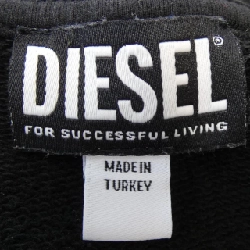 DIESEL®
FOR SUCCESSFUL LIVING
MADE IN
TURKEY